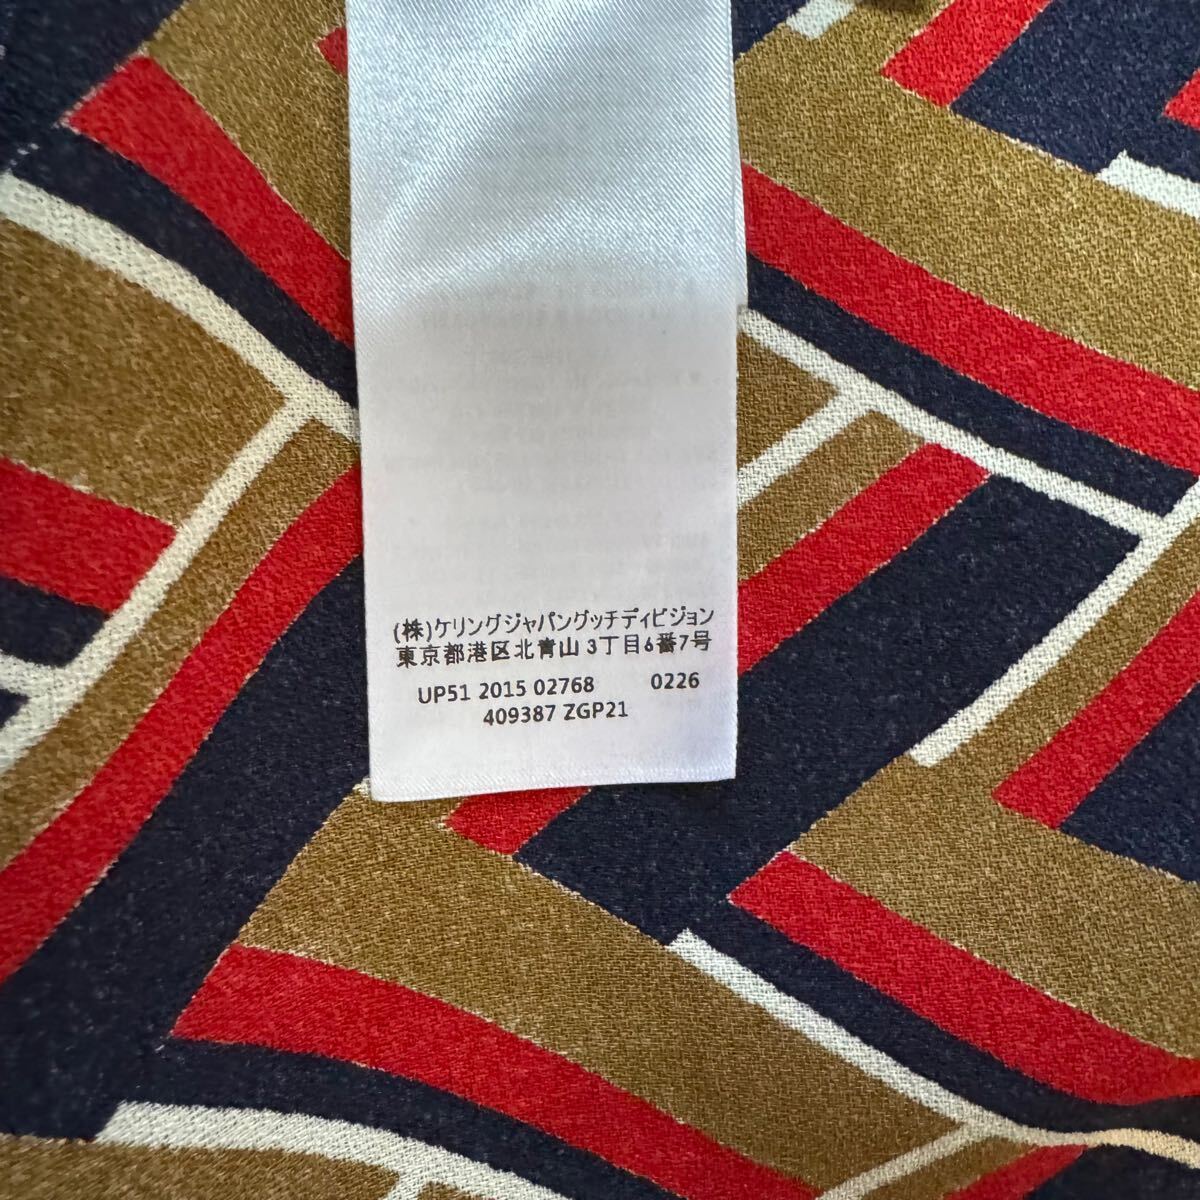 (株)ケリングジャパングッチディビジョン
東京都港区北青山 3丁目6番7号
UP51 2015 02768 0226
409387 ZGP21